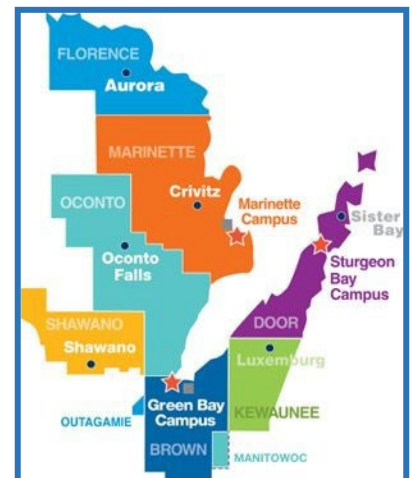 FLORENCE
Aurora
MARINETTE
Crivitz
Marinette
Campus
OCONTO
Oconto
Falls
Sister
Bay
Sturgeon
Bay
Campus
SHAWANO
Shawano
DOOR
Luxemburg
Green Bay
Campus
KEWAUNEE
OUTAGAMIE
BROWN
MANITOWOC